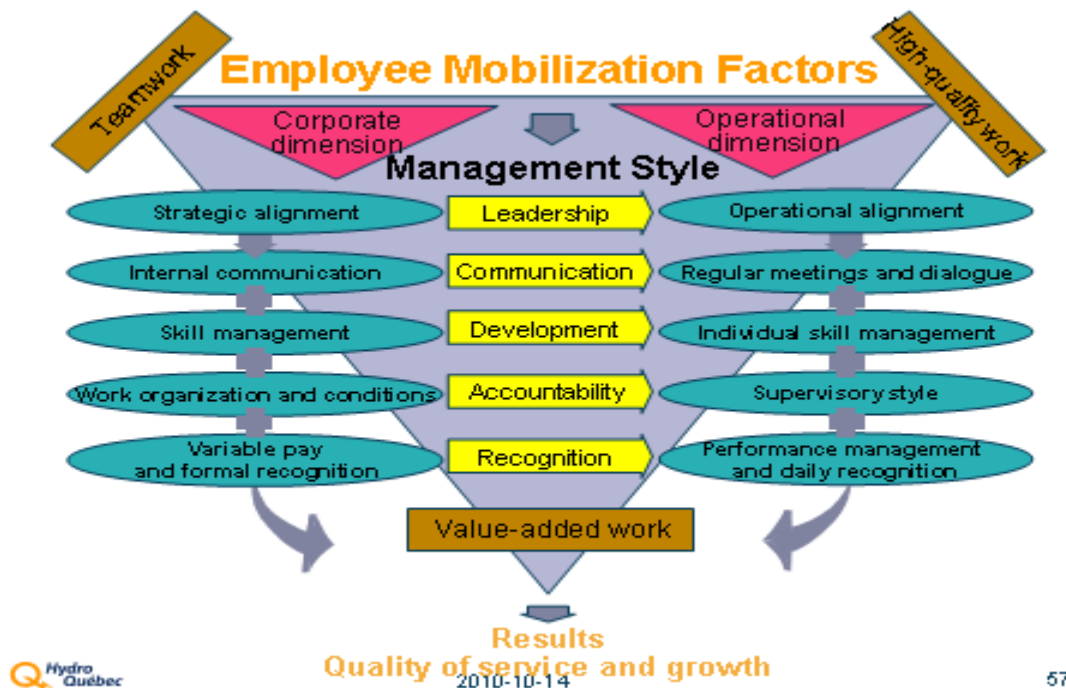 Employee Mobilization Factors
Teamwork
High-quality work
Corporate
dimension
Operational
dimension
Management Style
Strategic alignment
Leadership
Operational alignment
Internal communication
Communication
Regular meetings and dialogue
Skill management
Development
Individual skill management
Work organization and conditions
Accountability
Supervisory style
Variable pay
and formal recognition
Recognition
Performance management
and daily recognition
Value-added work
Results
Quality of service and growth
Hydro
Québec
2010-10-14
57